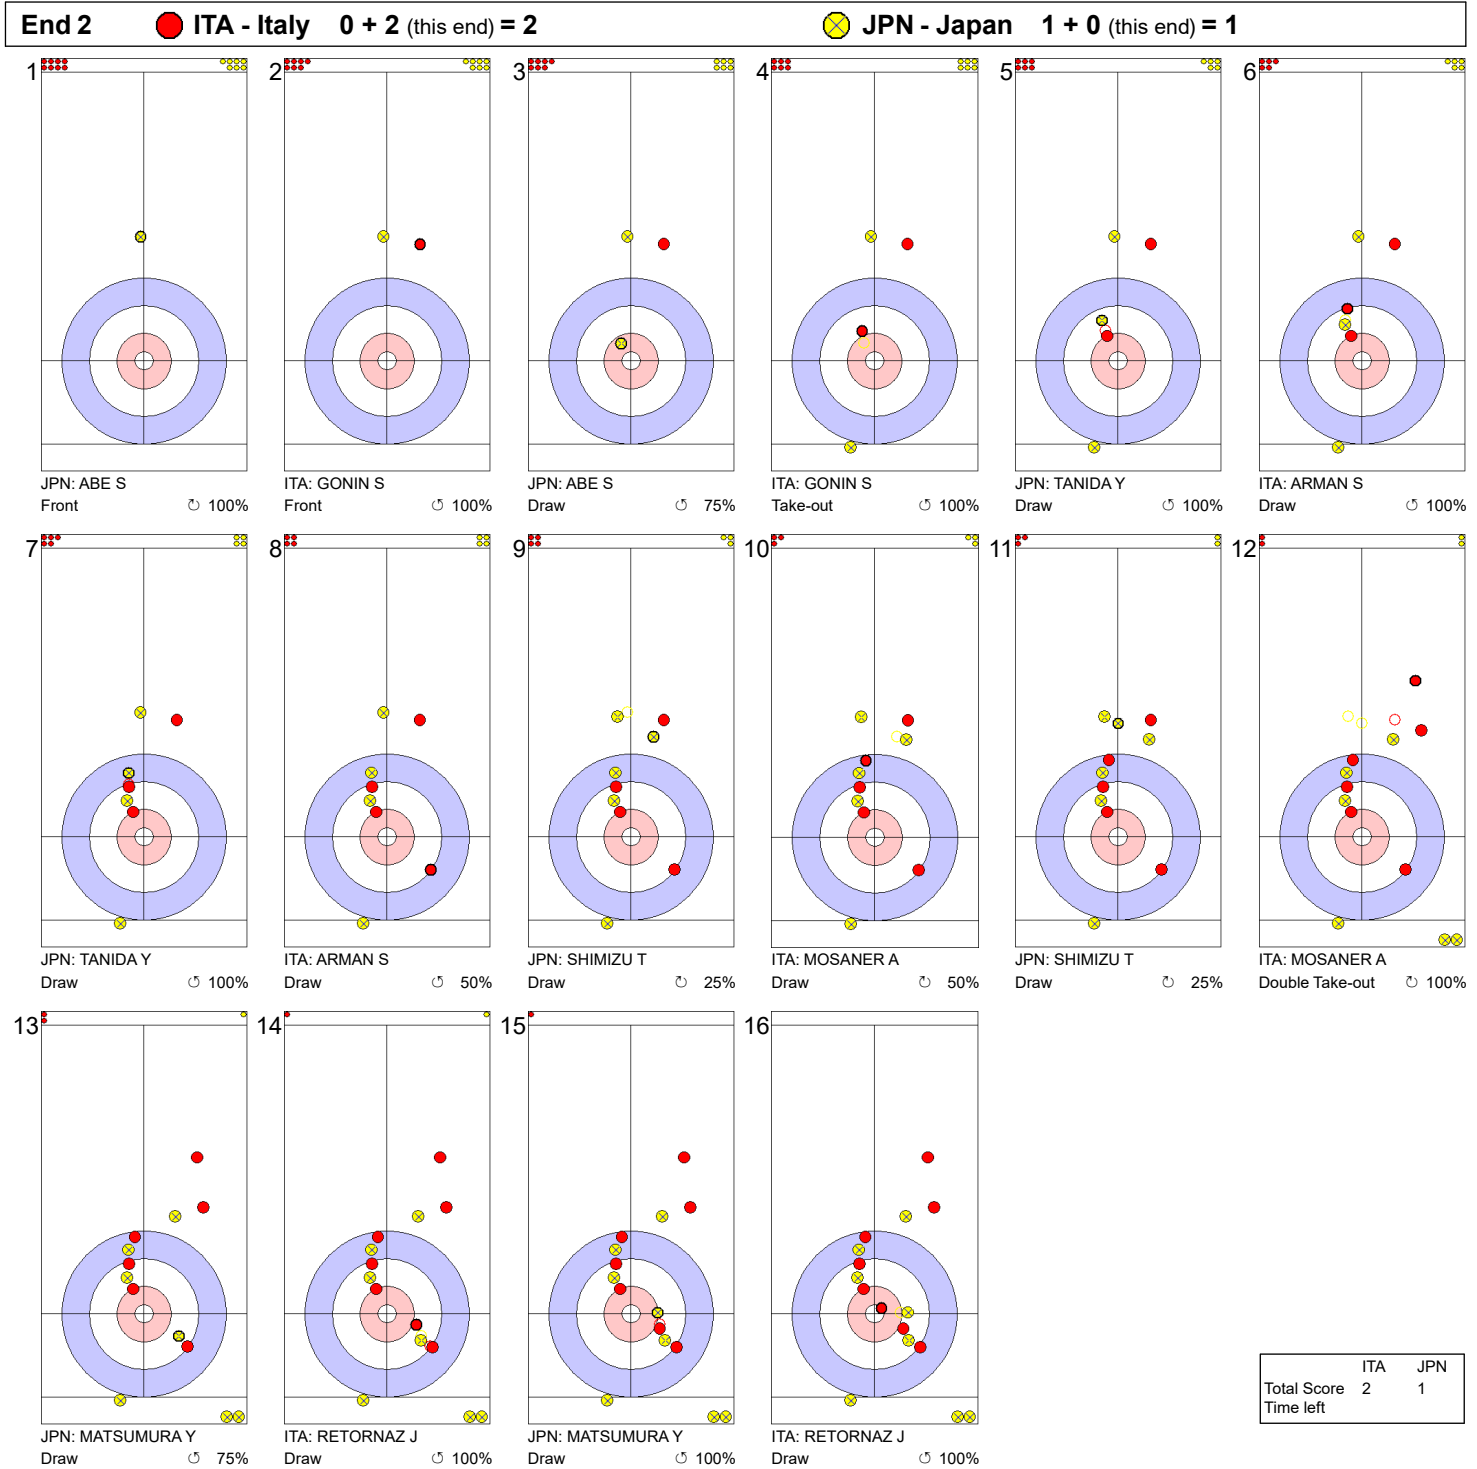 End 2 ITA - Italy 0 + 2 (this end) = 2 JPN - Japan 1 + 0 (this end) = 1
1 2 3 4 5 6
JPN: ABE S ITA: GONIN S JPN: ABE S ITA: GONIN S JPN: TANIDA Y ITA: ARMAN S
Front ↻ 100% Front ↺ 100% Draw ↺ 75% Take-out ↺ 100% Draw ↺ 100% Draw ↺ 100%
7 8 9 10 11 12
JPN: TANIDA Y ITA: ARMAN S JPN: SHIMIZU T ITA: MOSANER A JPN: SHIMIZU T ITA: MOSANER A
Draw ↺ 100% Draw ↺ 50% Draw ↻ 25% Draw ↻ 50% Draw ↻ 25% Double Take-out ↻ 100%
13 14 15 16
JPN: MATSUMURA Y ITA: RETORNAZ J JPN: MATSUMURA Y ITA: RETORNAZ J
Draw ↺ 75% Draw ↺ 100% Draw ↺ 100% Draw ↺ 100%
ITA JPN
Total Score 2 1
Time left